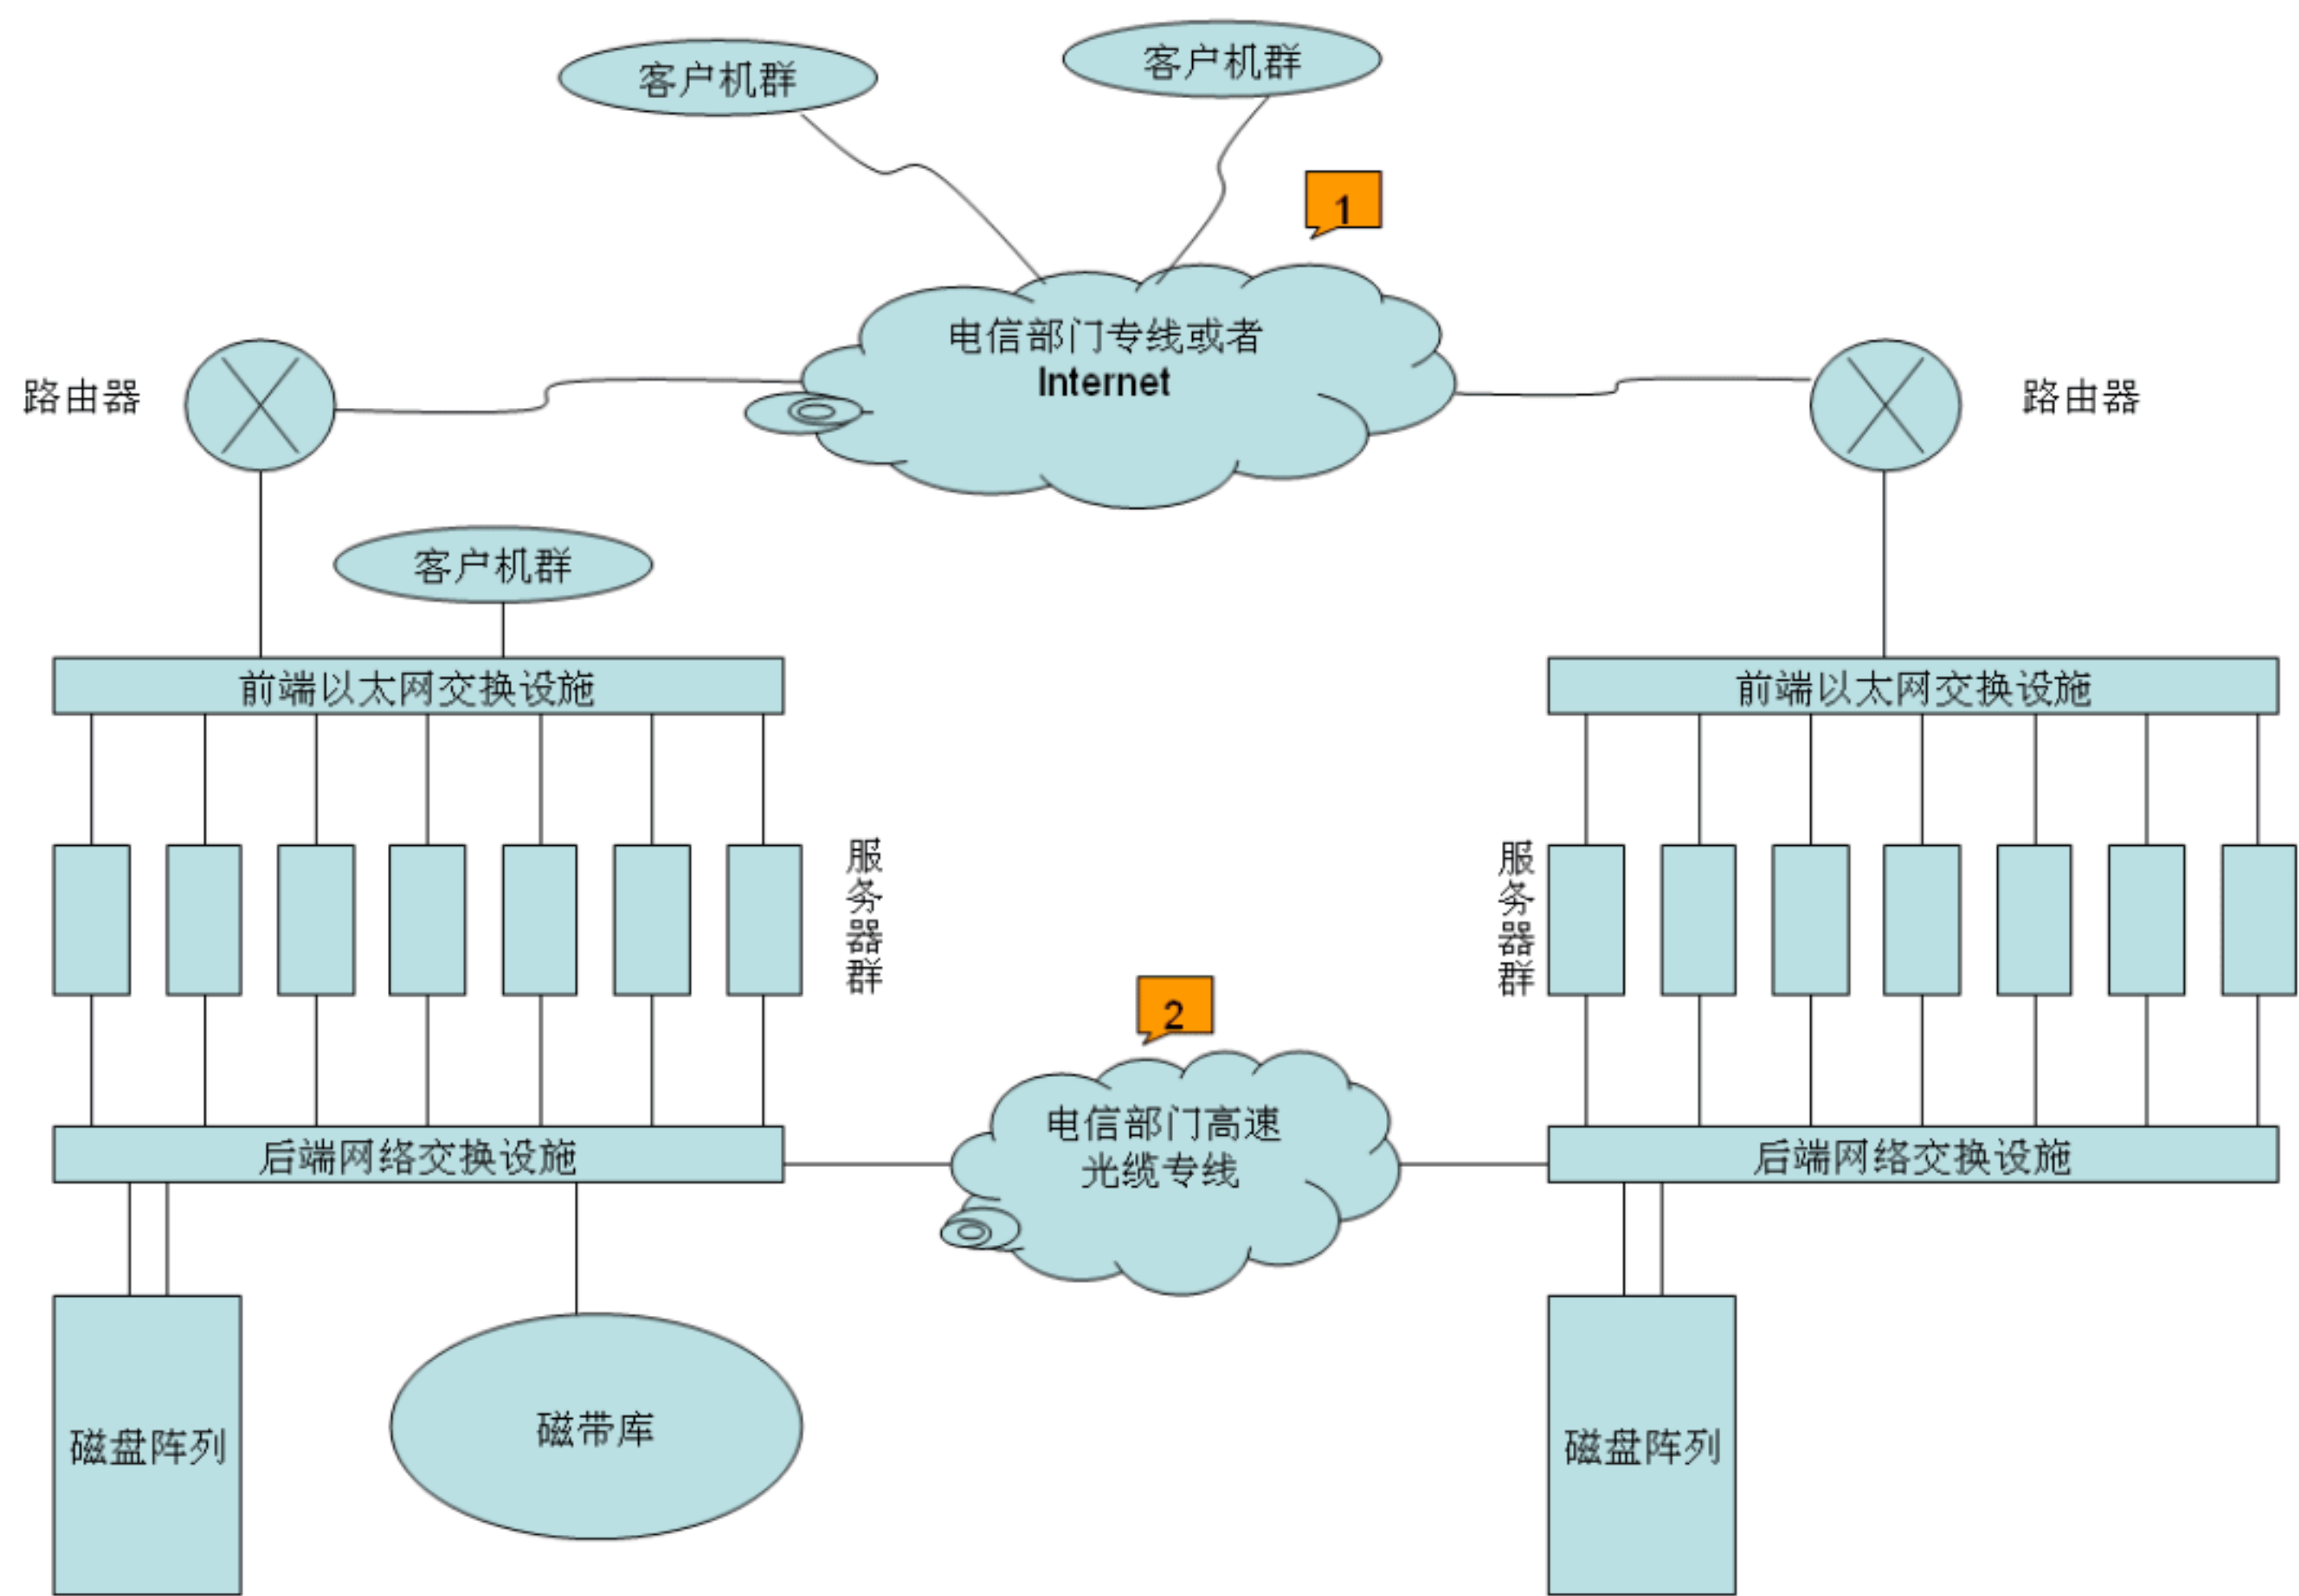 客户机群
客户机群
1
电信部门专线或者
Internet
路由器
路由器
客户机群
前端以太网交换设施
前端以太网交换设施
服务器群
服务器群
2
电信部门高速
光缆专线
后端网络交换设施
后端网络交换设施
磁盘阵列
磁带库
磁盘阵列